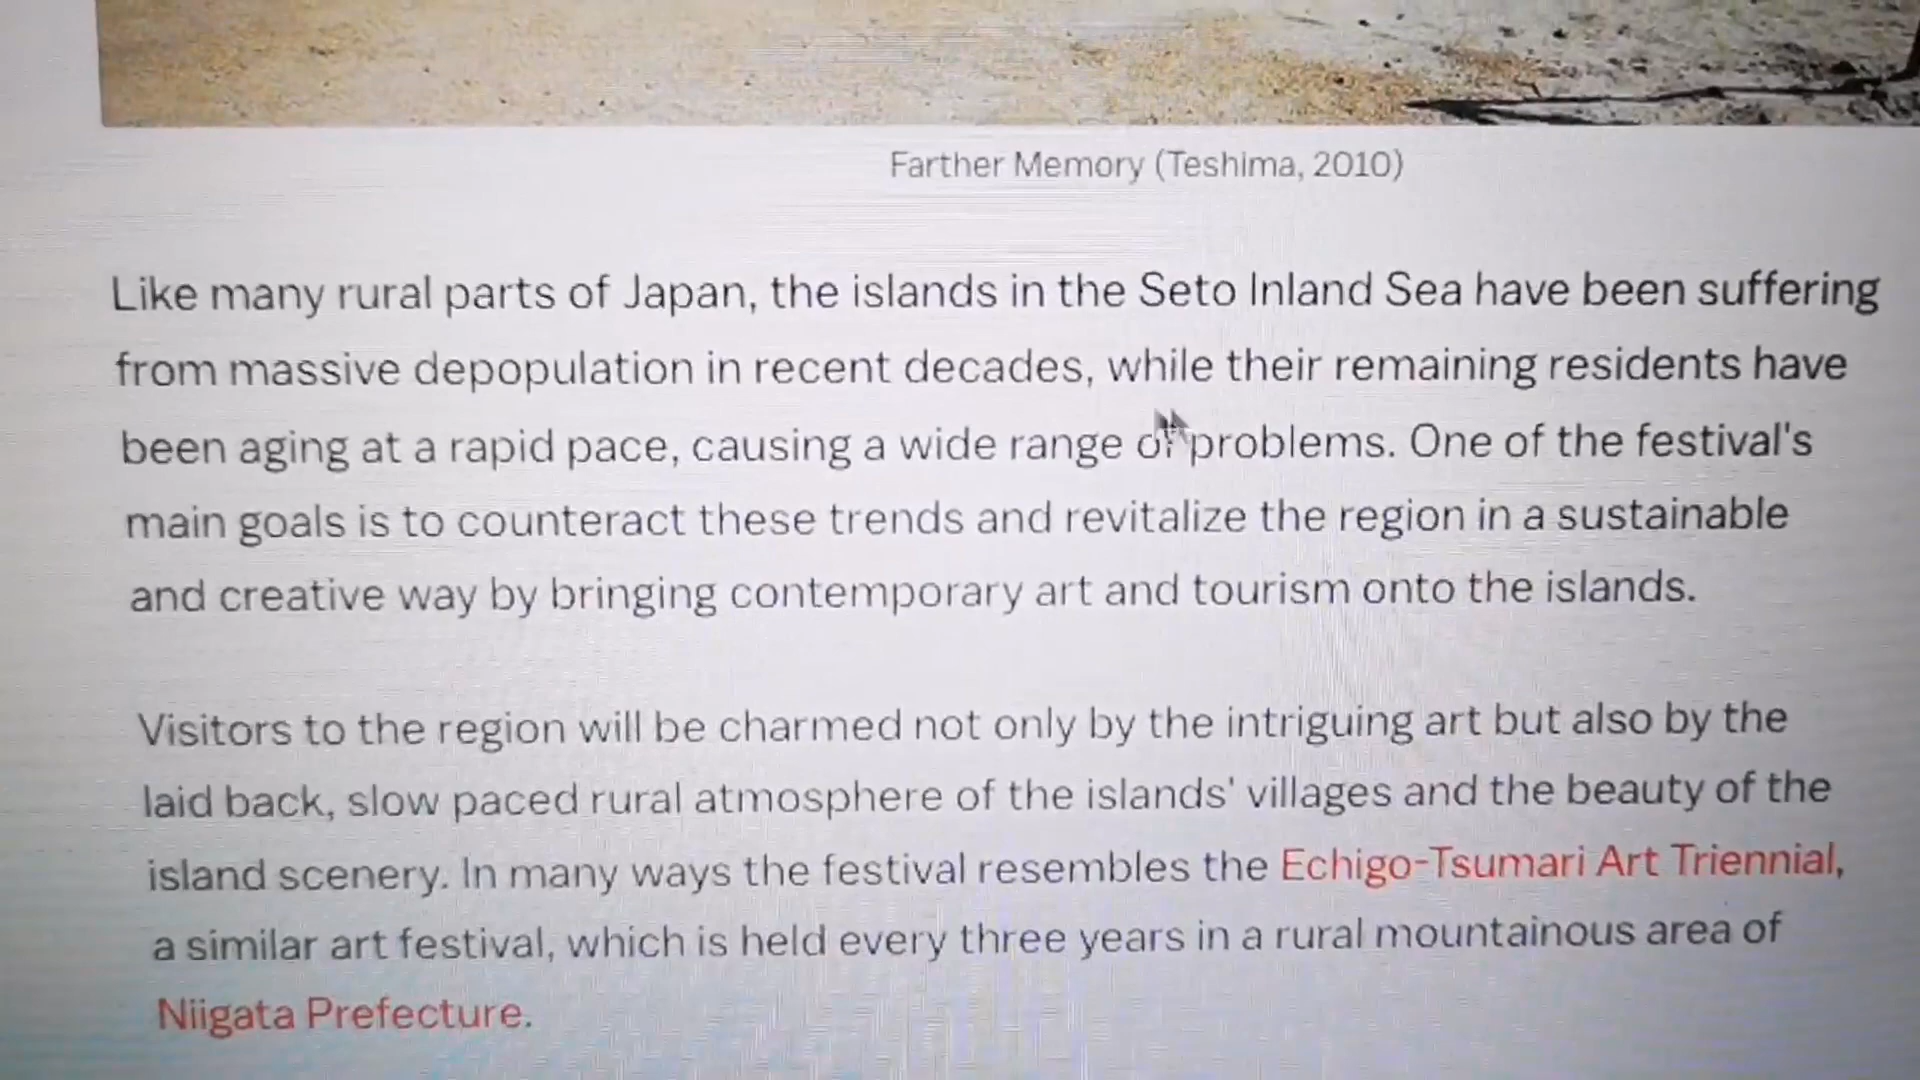 Farther Memory (Teshima, 2010)
Like many rural parts of Japan, the islands in the Seto Inland Sea have been suffering
from massive depopulation in recent decades, while their remaining residents have
been aging at a rapid pace, causing a wide range of problems. One of the festival's
main goals is to counteract these trends and revitalize the region in a sustainable
and creative way by bringing contemporary art and tourism onto the islands.
Visitors to the region will be charmed not only by the intriguing art but also by the
laid back, slow paced rural atmosphere of the islands' villages and the beauty of the
island scenery. In many ways the festival resembles the Echigo-Tsumari Art Triennial,
a similar art festival, which is held every three years in a rural mountainous area of
Niigata Prefecture.